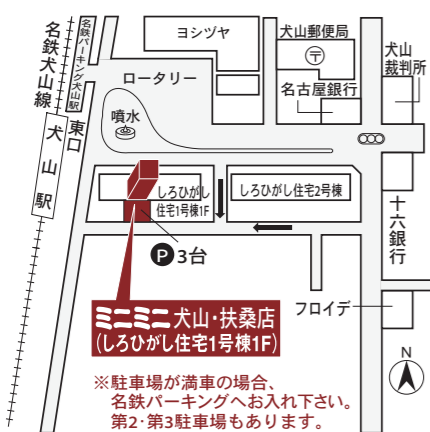 ヨシヅヤ
犬山郵便局
〒
名鉄犬山線
名鉄パーキング犬山駅
ロータリー
犬山
裁判所
名古屋銀行
噴水
東口
犬山駅
しろひがし
住宅1号棟1F
しろひがし住宅2号棟
十六銀行
P 3台
フロイデ
ミニミニ 犬山・扶桑店
(しろひがし住宅1号棟1F)
N
※駐車場が満車の場合、
名鉄パーキングへお入れ下さい。
第2・第3駐車場もあります。